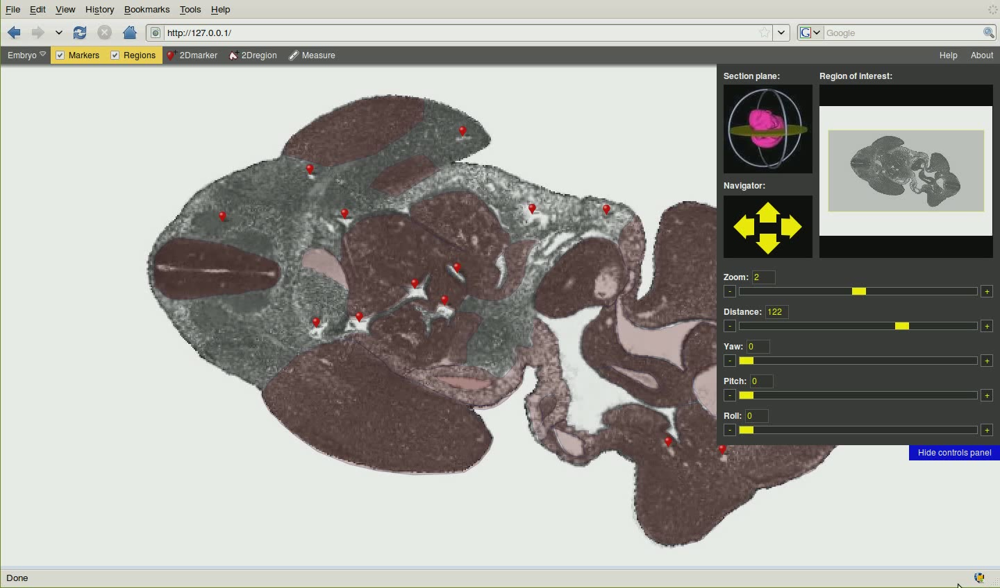 File Edit View History Bookmarks Tools Help
http://127.0.0.1/
G Google
Embryo Markers Regions 2Dmarker 2Dregion Measure Help About
Section plane: Region of interest:
Navigator:
Zoom: 2
- +
Distance: 122
- +
Yaw: 0
- +
Pitch: 0
- +
Roll: 0
- +
Hide controls panel
Done